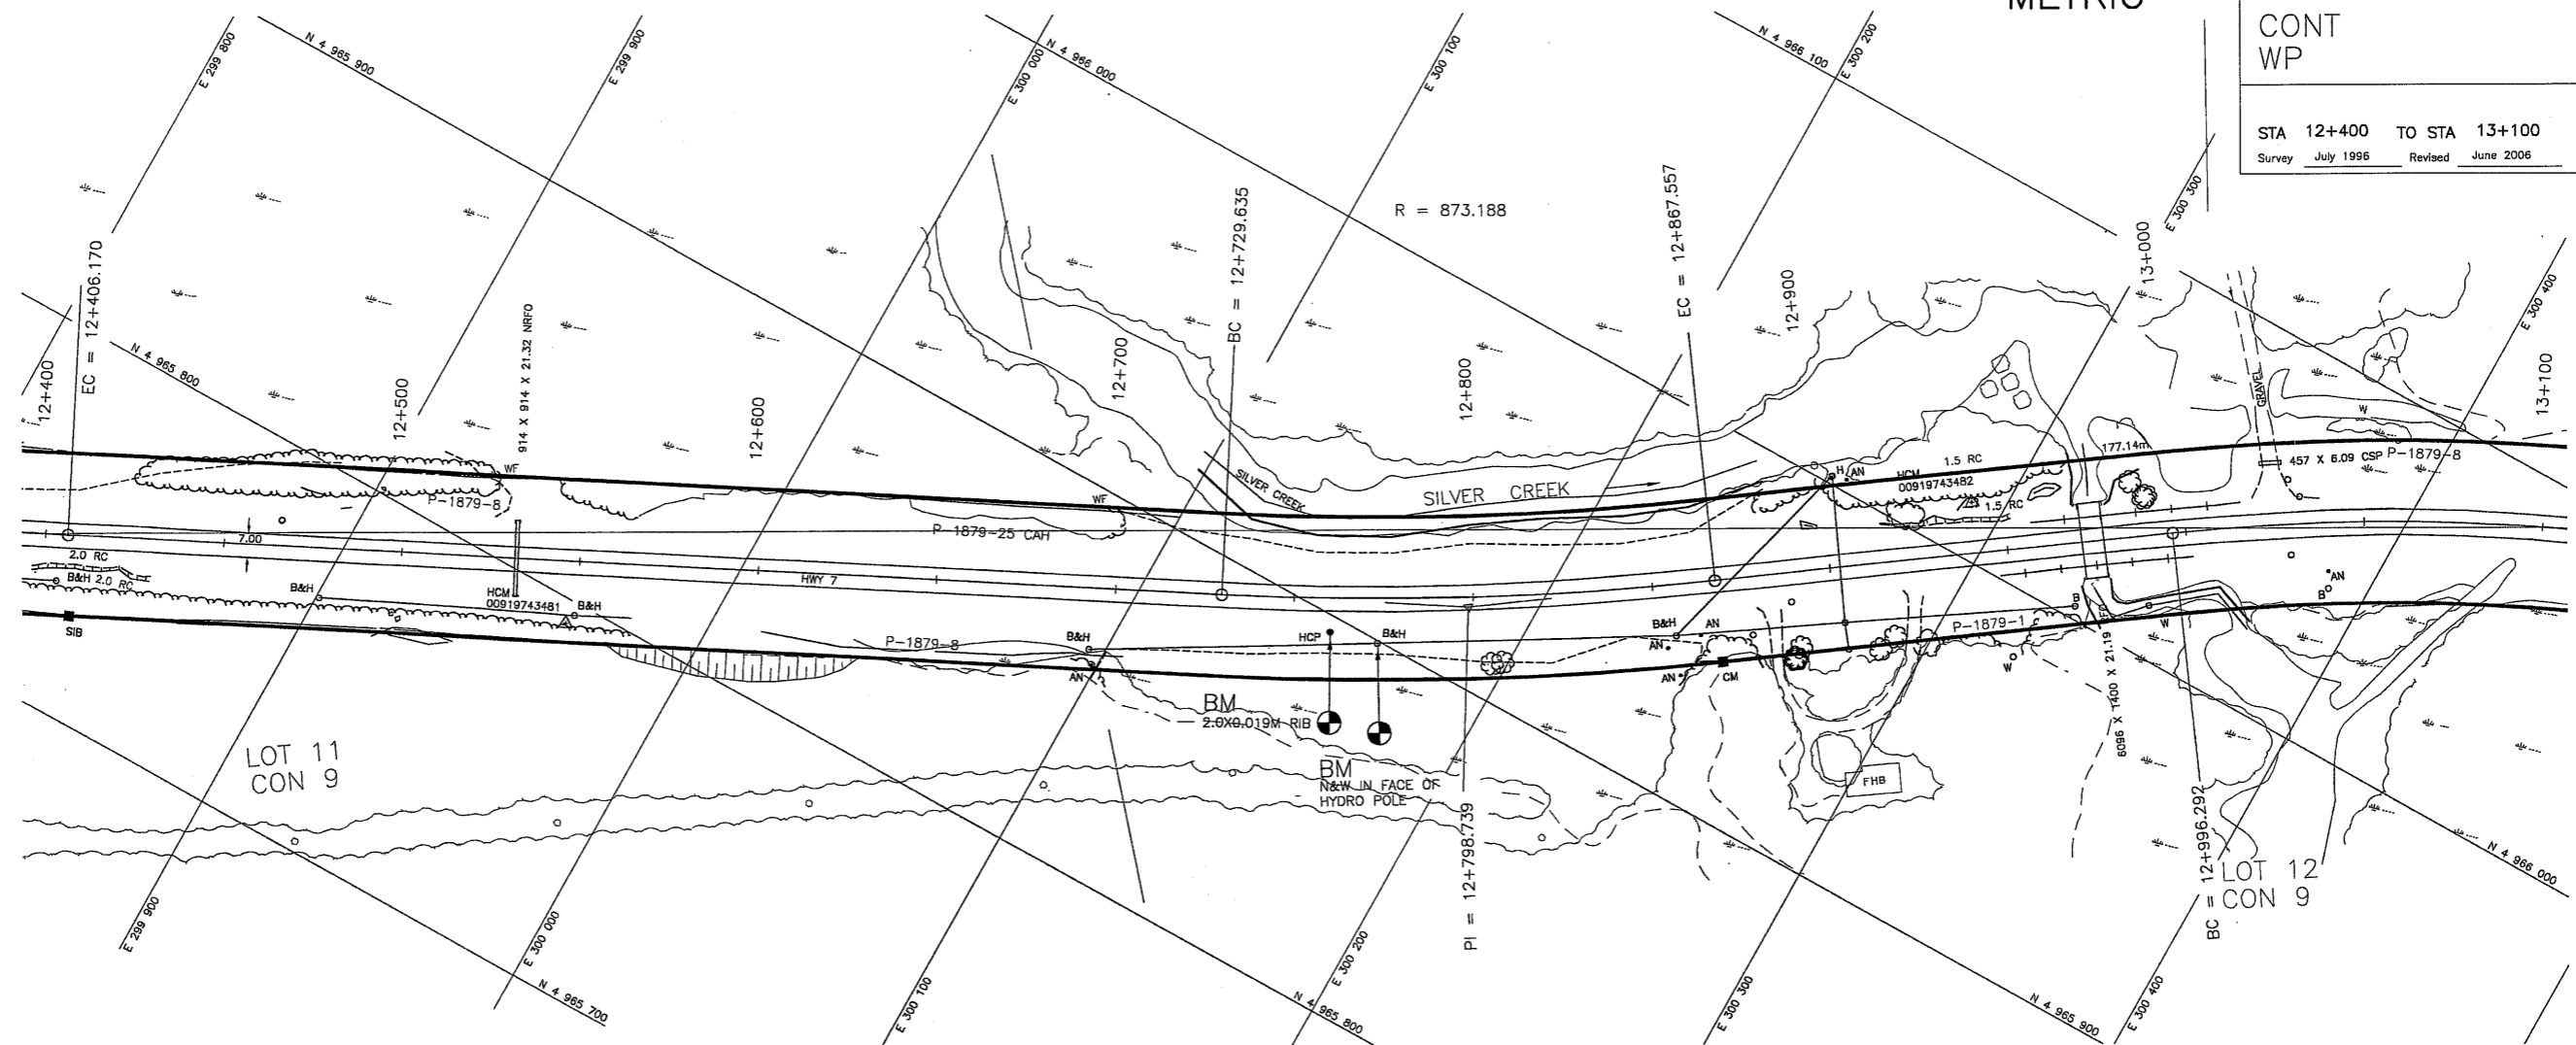 METRIC
CONT
WP
STA 12+400 TO STA 13+100
Survey July 1996 Revised June 2006
E 299 800
N 4 965 900
E 299 900
E 300 000
N 4 966 000
E 300 100
N 4 966 100
E 300 200
E 300 300
E 300 400
R = 873.188
EC = 12+406.170
BC = 12+729.635
EC = 12+867.557
12+400
12+500
12+600
12+700
12+800
12+900
13+000
13+100
N 4 965 800
914 X 914 X 21.32 NRFO
WF
WF
P-1879-8
P-1879-25 CAH
SILVER CREEK
SILVER CREEK
H
AN
HCM
00919743482
1.5 RC
1.5 RC
177.14m
GRAVEL
W
457 X 6.09 CSP
P-1879-8
7.00
2.0 RC
B&H
2.0 RC
B&H
HCM
00919743481
B&H
HWY 7
SIB
P-1879-8
B&H
AN
HCP
B&H
B&H
AN
AN
AN
CM
P-1879-1
B
W
W
B
AN
BM
2.0X0.019M RIB
BM
N&W IN FACE OF
HYDRO POLE
FHB
LOT 11
CON 9
PI = 12+798.739
BC = 12+996.292
LOT 12
CON 9
E 299 900
E 300 000
N 4 965 700
E 300 100
E 300 200
N 4 965 800
E 300 300
N 4 965 900
E 300 400
N 4 966 000